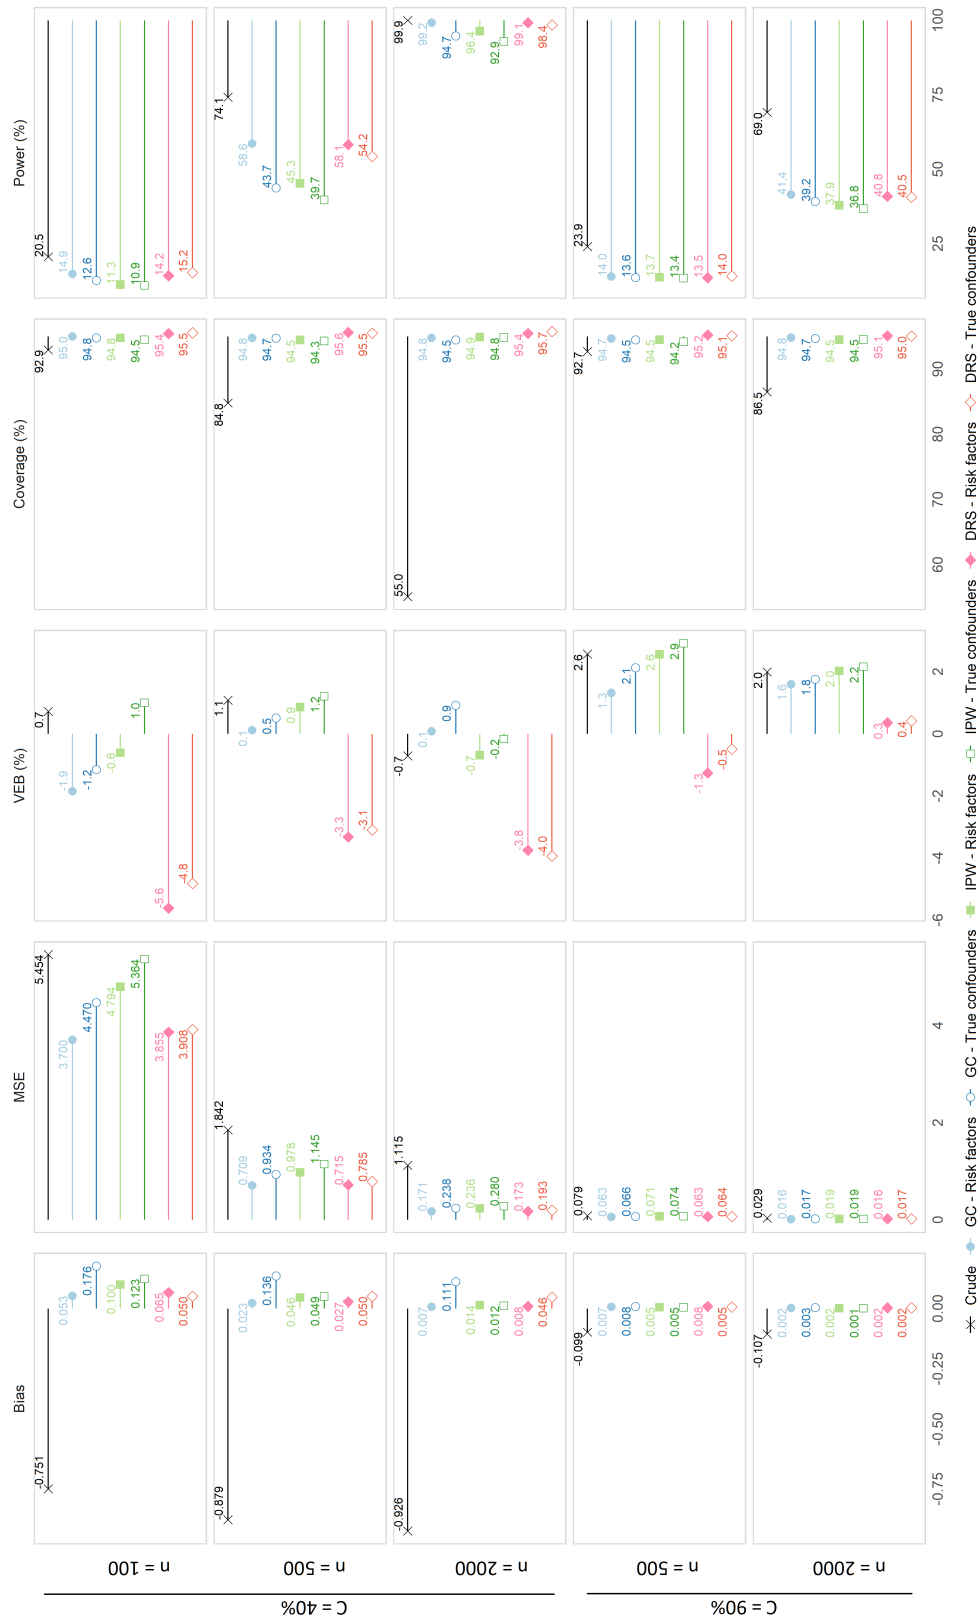 Bias MSE VEB (%) Coverage (%) Power (%)
C = 40%
n = 100
-0.751 5.454 0.7 92.9 20.5
0.053 3.700 -1.9 95.0 14.9
0.176 4.470 -1.2 94.8 12.6
0.100 4.794 -0.6 94.8 11.3
0.123 5.364 1.0 94.5 10.9
0.065 3.855 -5.6 95.4 14.2
0.050 3.908 -4.8 95.5 15.2
n = 500
-0.879 1.842 1.1 84.8 74.1
0.023 0.709 0.1 94.8 58.6
0.136 0.934 0.5 94.7 43.7
0.046 0.978 0.9 94.5 45.3
0.049 1.145 1.2 94.3 39.7
0.027 0.715 -3.3 95.6 58.1
0.050 0.785 -3.1 95.5 54.2
n = 2000
-0.926 1.115 -0.7 55.0 99.9
0.007 0.171 0.1 94.8 99.2
0.111 0.238 0.9 94.5 94.7
0.014 0.236 -0.7 94.9 96.4
0.012 0.280 -0.2 94.8 92.9
0.008 0.173 -3.8 95.4 99.1
0.046 0.193 -4.0 95.7 98.4
C = 90%
n = 500
-0.099 0.079 2.6 92.7 23.9
0.007 0.063 1.3 94.7 14.0
0.008 0.066 2.1 94.5 13.6
0.005 0.071 2.6 94.5 13.7
0.005 0.074 2.9 94.2 13.4
0.008 0.063 -1.3 95.2 13.5
0.005 0.064 -0.5 95.1 14.0
n = 2000
-0.107 0.029 2.0 86.5 69.0
0.002 0.016 1.6 94.8 41.4
0.003 0.017 1.8 94.7 39.2
0.002 0.019 2.0 94.5 37.9
0.001 0.019 2.2 94.5 36.8
0.002 0.016 0.3 95.1 40.8
0.002 0.017 0.4 95.0 40.5
-0.75 -0.50 -0.25 0.00 0 2 4 -6 -4 -2 0 2 60 70 80 90 25 50 75 100
Crude GC - Risk factors GC - True confounders IPW - Risk factors IPW - True confounders DRS - Risk factors DRS - True confounders